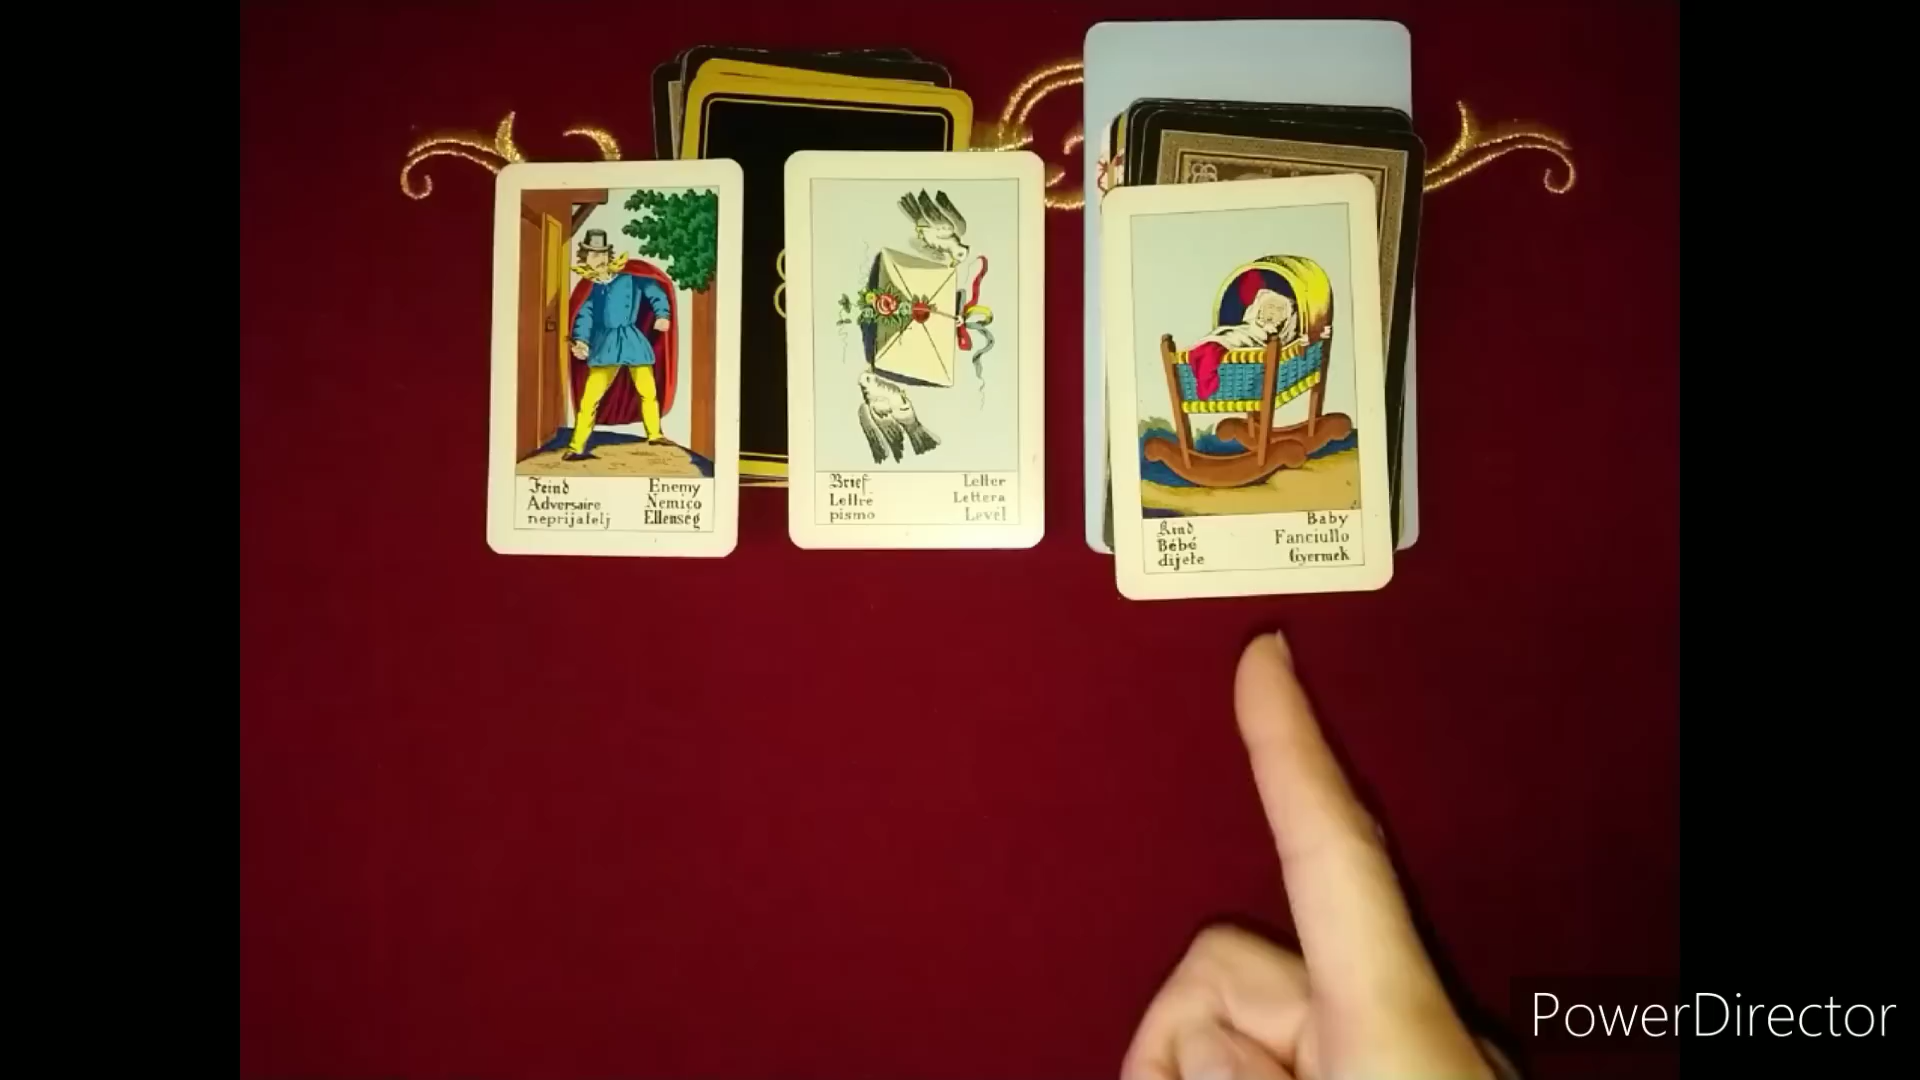 Feind Enemy
Adversaire Nemico
neprijatelj Ellenség
Brief Letter
Lettre Lettera
pismo Levél
Kind Baby
Bébé Fanciullo
dijete Gyermek
PowerDirector